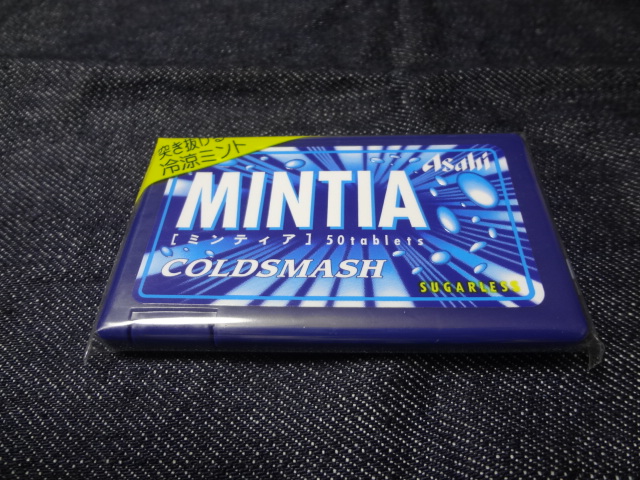 突き抜ける
冷涼ミント
Asahi
MINTIA
[ミンティア] 50tablets
COLDSMASH
SUGARLESS